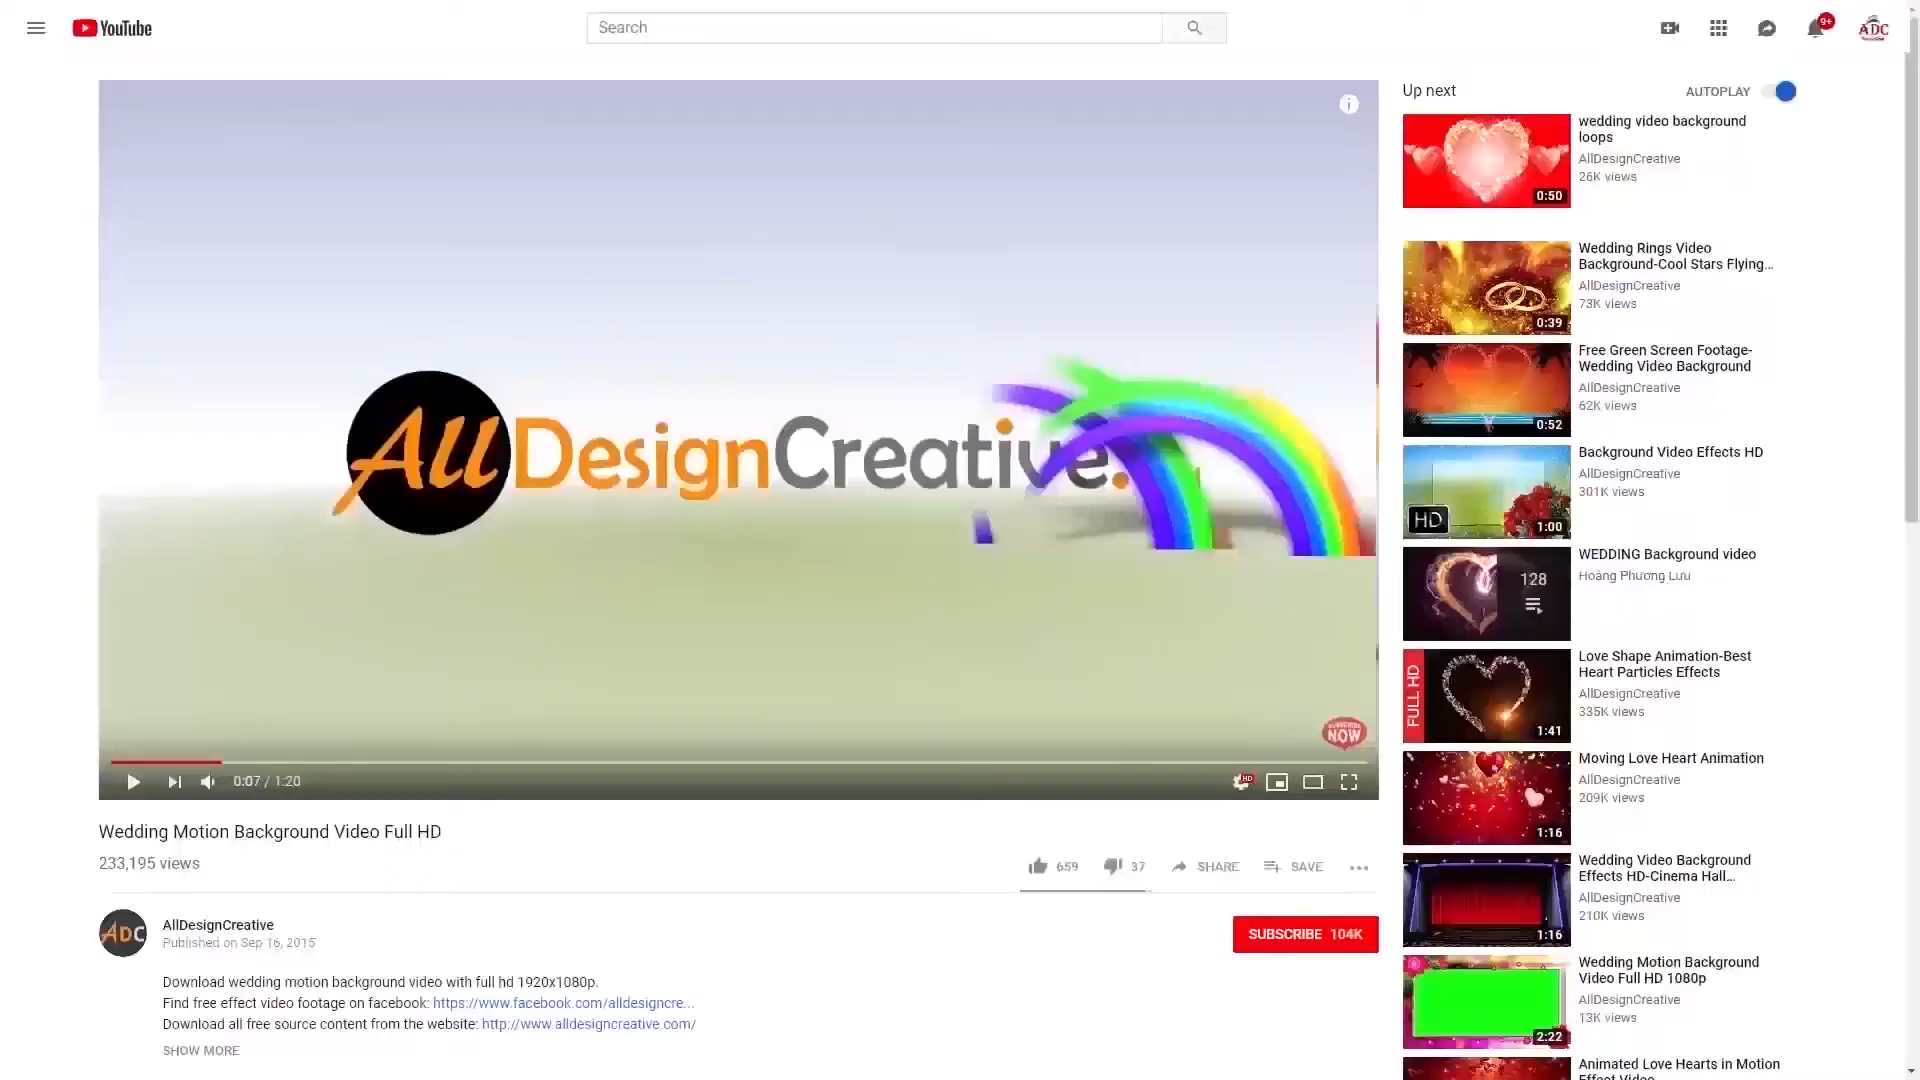 YouTube
Search
9+
ADC
AllDesignCreative.
SUBSCRIBE
NOW
0:07 / 1:20
HD
Wedding Motion Background Video Full HD
233,195 views
659
37
SHARE
SAVE
ADC
AllDesignCreative
Published on Sep 16, 2015
SUBSCRIBE 104K
Download wedding motion background video with full hd 1920x1080p.
Find free effect video footage on facebook: https://www.facebook.com/alldesigncre...
Download all free source content from the website: http://www.alldesigncreative.com/
SHOW MORE
Up next
AUTOPLAY
0:50
wedding video background
loops
AllDesignCreative
26K views
0:39
Wedding Rings Video
Background-Cool Stars Flying...
AllDesignCreative
73K views
0:52
Free Green Screen Footage-
Wedding Video Background
AllDesignCreative
62K views
HD
1:00
Background Video Effects HD
AllDesignCreative
301K views
128
WEDDING Background video
Hoàng Phương Lưu
FULL HD
1:41
Love Shape Animation-Best
Heart Particles Effects
AllDesignCreative
335K views
1:16
Moving Love Heart Animation
AllDesignCreative
209K views
1:16
Wedding Video Background
Effects HD-Cinema Hall...
AllDesignCreative
210K views
2:22
Wedding Motion Background
Video Full HD 1080p
AllDesignCreative
13K views
Animated Love Hearts in Motion
Effect Video